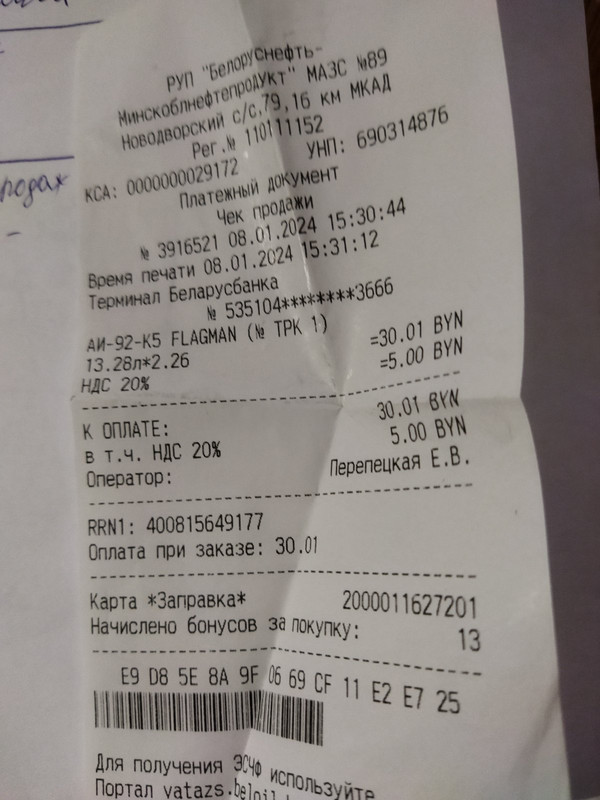 родах
-
РУП "Белоруснефть-
Минскоблнефтепродукт" МАЗС №89
Новодворский с/с,79,16 км МКАД
Рег.№ 110111152
КСА: 0000000029172 УНП: 690314876
Платежный документ
Чек продажи
№ 3916521 08.01.2024 15:30:44
Время печати 08.01.2024 15:31:12
Терминал Беларусбанка
№ 535104********3666
АИ-92-К5 FLAGMAN (№ ТРК 1)
13.28л*2.26 =30.01 BYN
НДС 20% =5.00 BYN
К ОПЛАТЕ: 30.01 BYN
в т.ч. НДС 20% 5.00 BYN
Оператор: Перепецкая Е.В.
RRN1: 400815649177
Оплата при заказе: 30.01
Карта *Заправка* 2000011627201
Начислено бонусов за покупку: 13
E9 D8 5E 8A 9F 06 69 CF 11 E2 E7 25
Для получения ЭСЧФ используйте
Портал vatazs.beloil